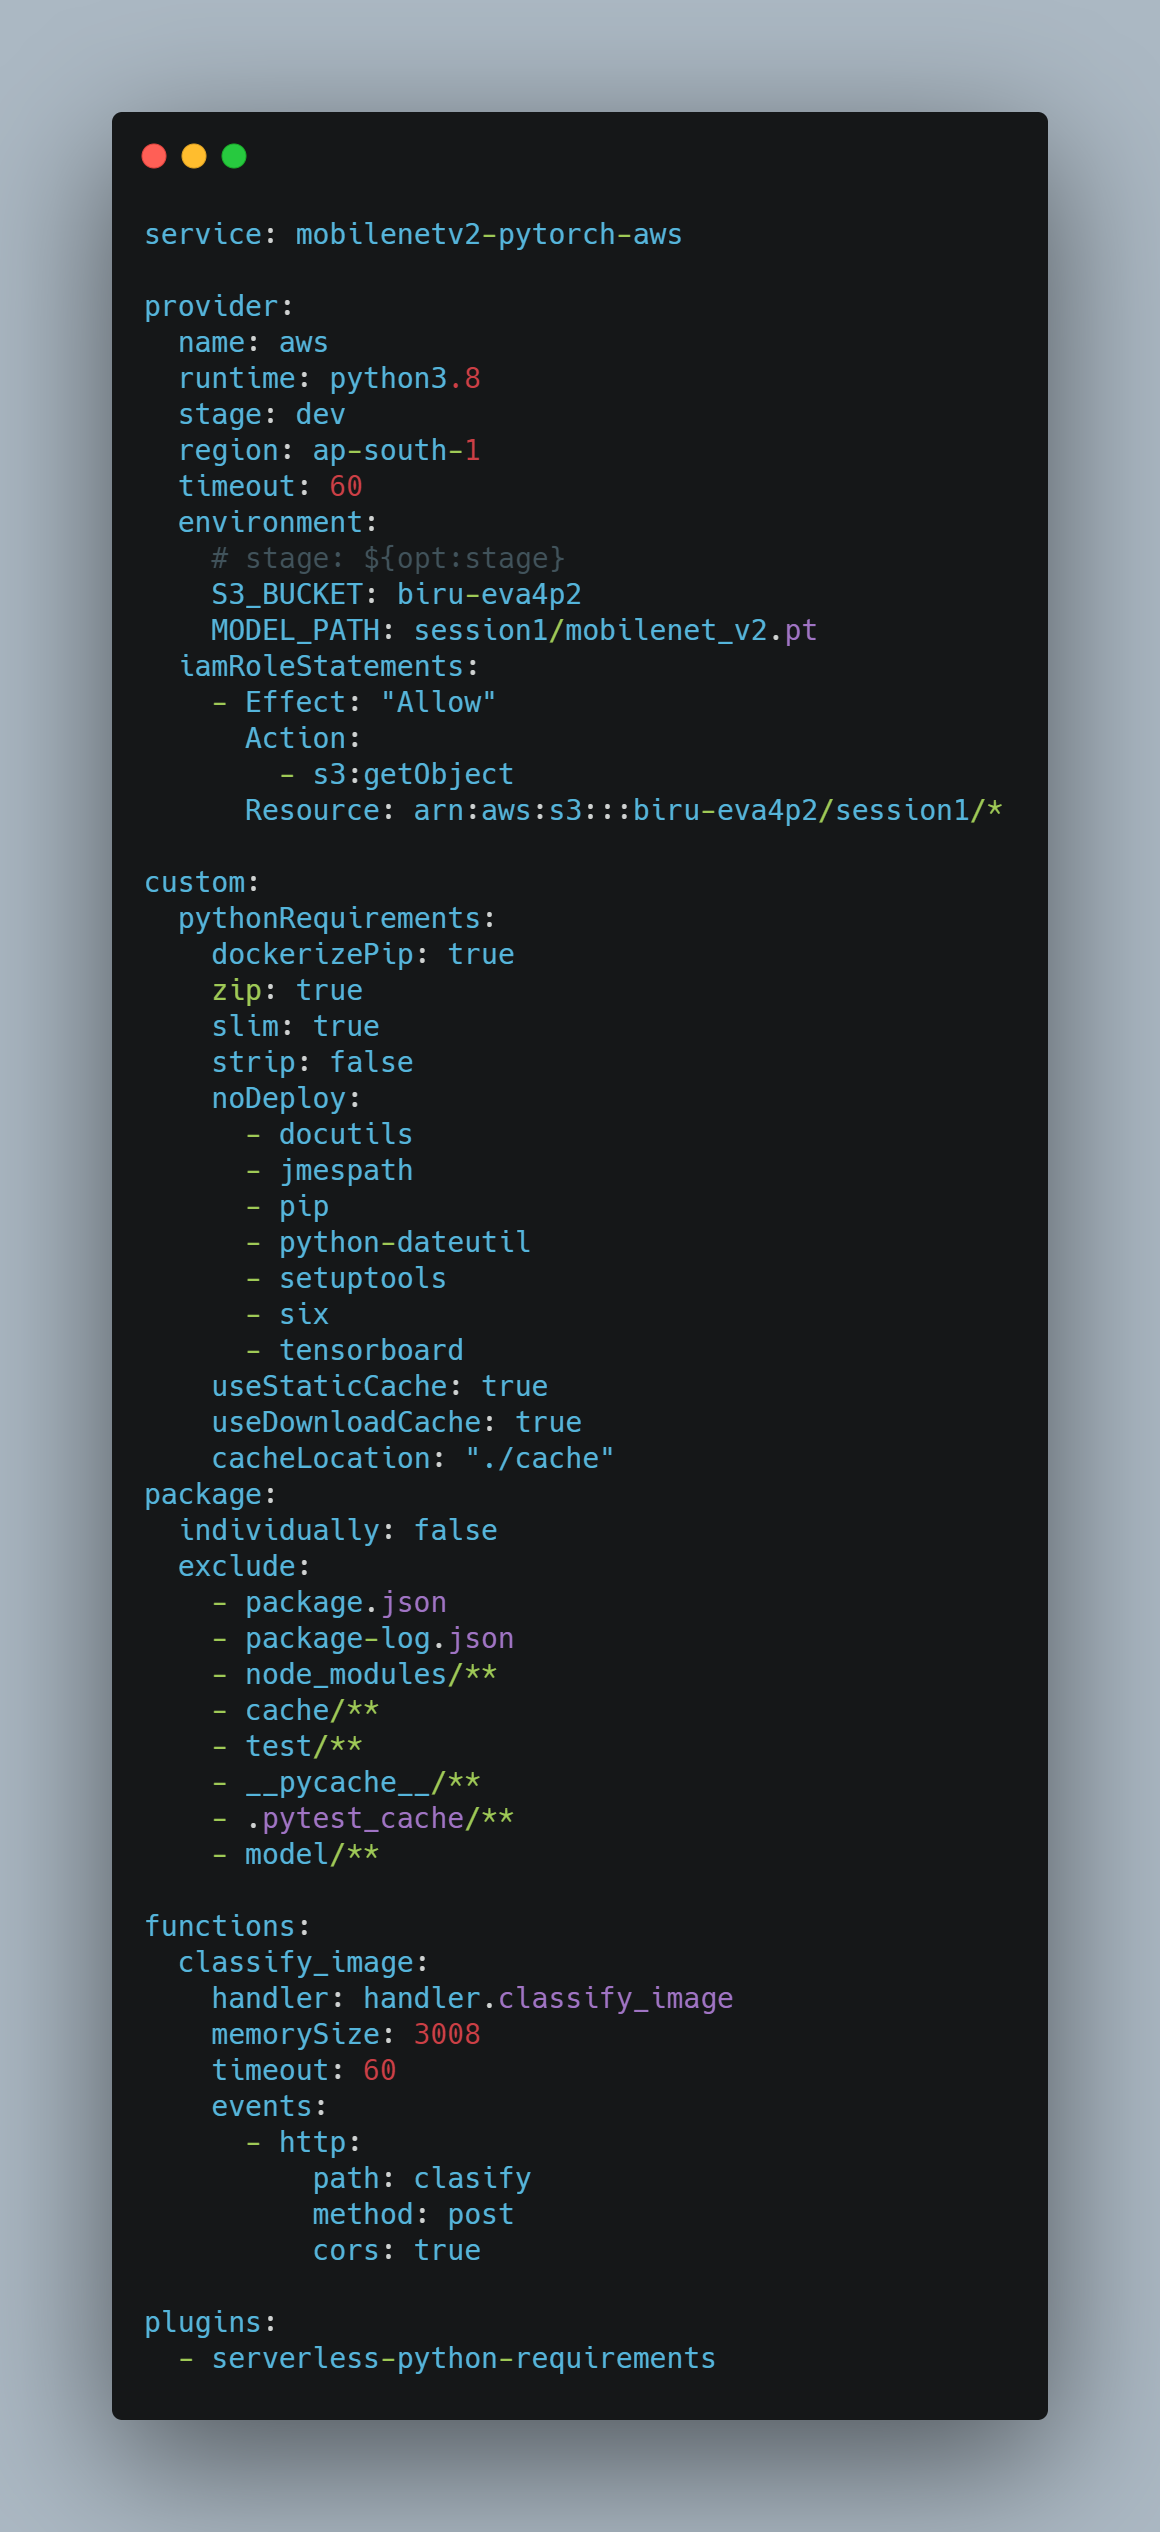 service: mobilenetv2-pytorch-aws

provider:
  name: aws
  runtime: python3.8
  stage: dev
  region: ap-south-1
  timeout: 60
  environment:
    # stage: ${opt:stage}
    S3_BUCKET: biru-eva4p2
    MODEL_PATH: session1/mobilenet_v2.pt
  iamRoleStatements:
    - Effect: "Allow"
      Action:
        - s3:getObject
      Resource: arn:aws:s3:::biru-eva4p2/session1/*

custom:
  pythonRequirements:
    dockerizePip: true
    zip: true
    slim: true
    strip: false
    noDeploy:
      - docutils
      - jmespath
      - pip
      - python-dateutil
      - setuptools
      - six
      - tensorboard
    useStaticCache: true
    useDownloadCache: true
    cacheLocation: "./cache"
package:
  individually: false
  exclude:
    - package.json
    - package-log.json
    - node_modules/**
    - cache/**
    - test/**
    - __pycache__/**
    - .pytest_cache/**
    - model/**

functions:
  classify_image:
    handler: handler.classify_image
    memorySize: 3008
    timeout: 60
    events:
      - http:
          path: clasify
          method: post
          cors: true

plugins:
  - serverless-python-requirements